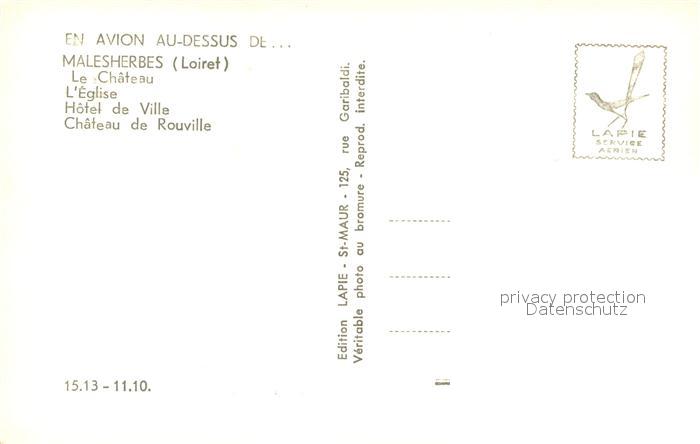 EN AVION AU-DESSUS DE...
MALESHERBES (Loiret)
Le Château
L'Église
Hôtel de Ville
Château de Rouville
Edition LAPIE - St-MAUR - 125, rue Garibaldi.
Véritable photo au bromure - Reprod. interdite.
LAPIE
SERVICE
AERIEN
privacy protection
Datenschutz
15.13 - 11.10.